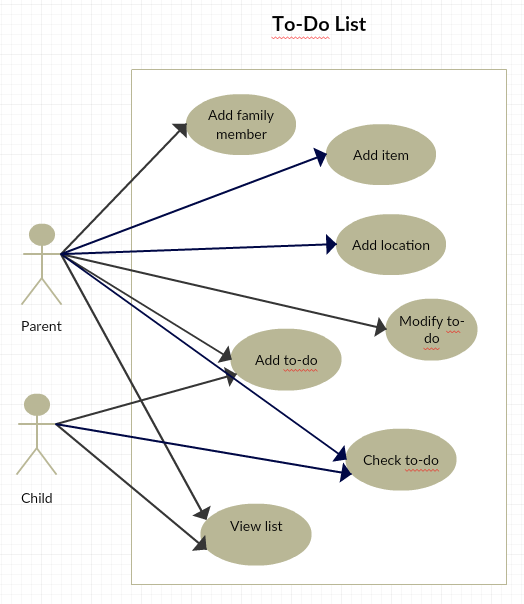 To-Do List
Add family
member
Add item
Add location
Parent
Modify to-
do
Add to-do
Check to-do
Child
View list